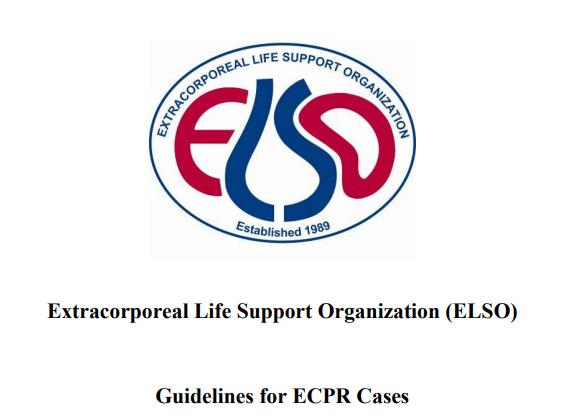 EXTRACORPOREAL LIFE SUPPORT ORGANIZATION
ELSO
Established 1989
Extracorporeal Life Support Organization (ELSO)
Guidelines for ECPR Cases